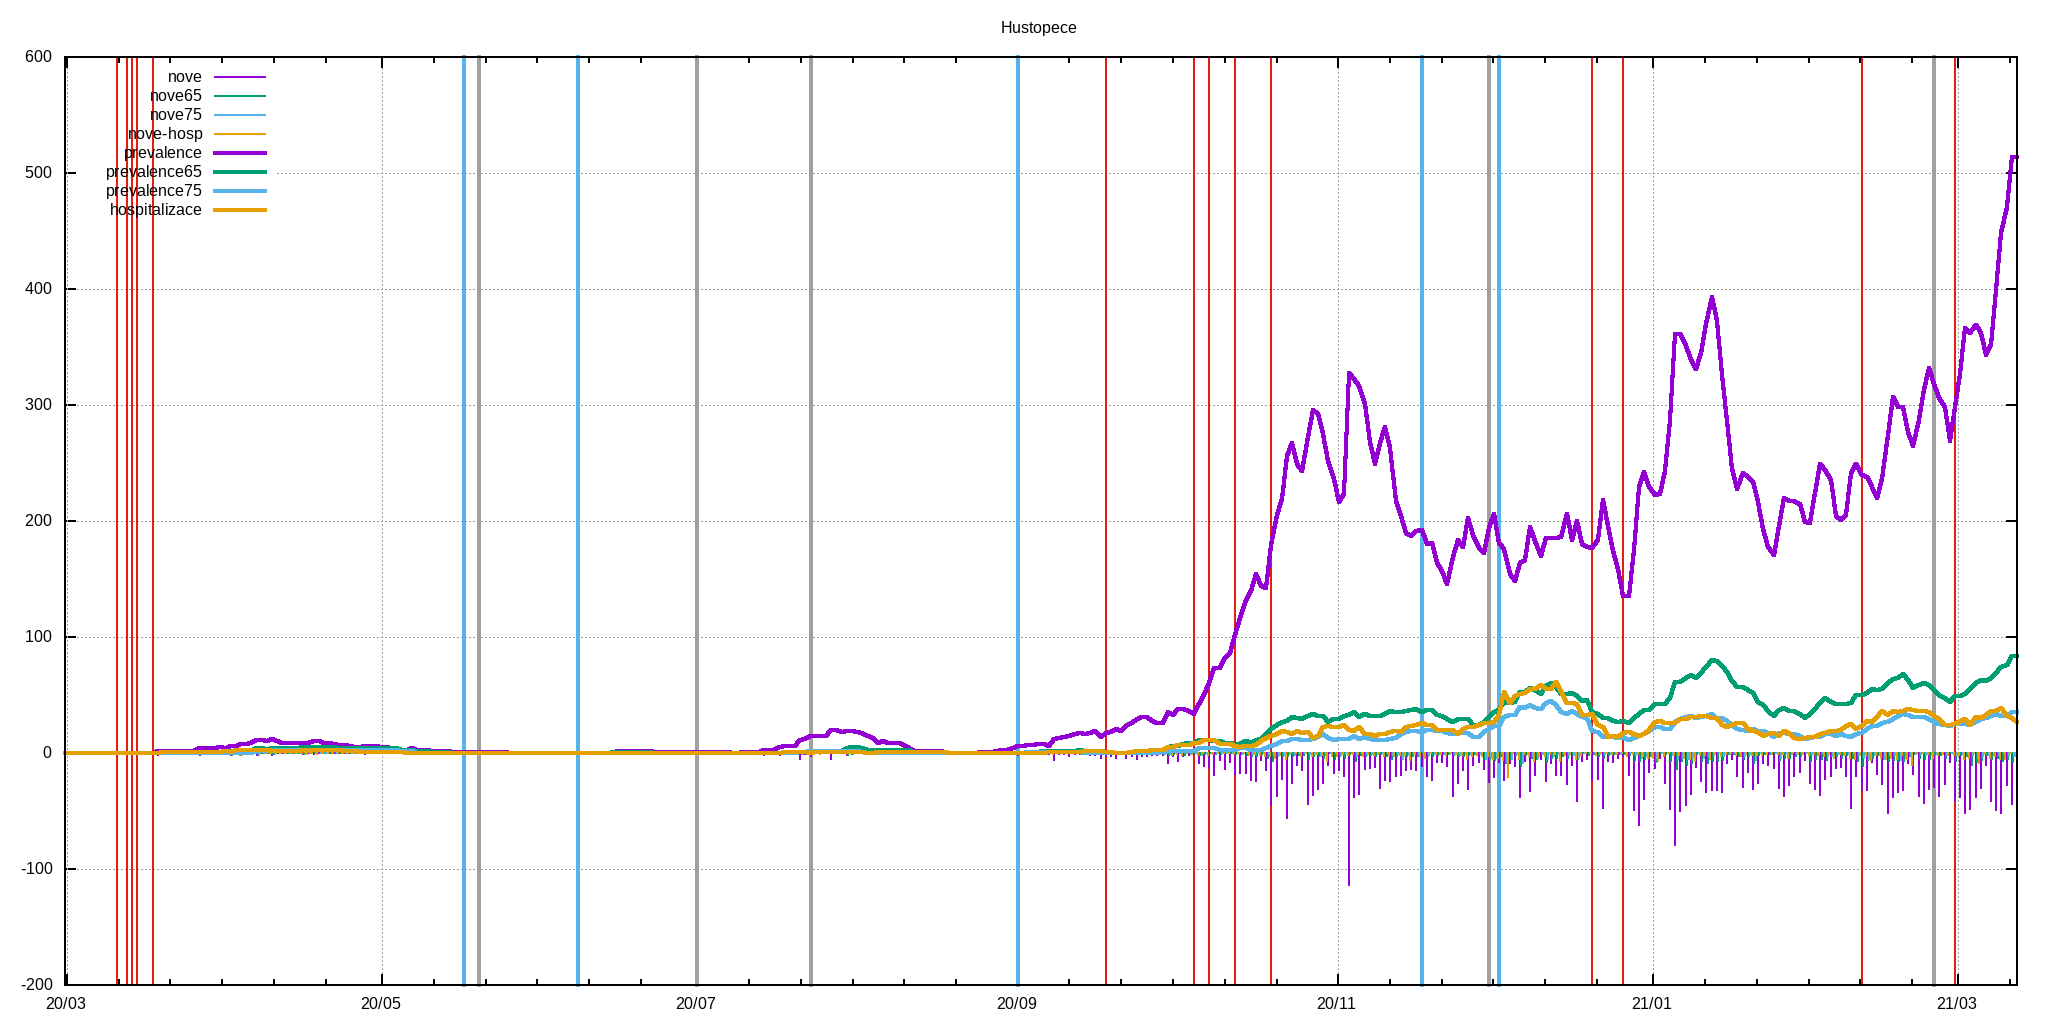 Hustopece
600
500
400
300
200
100
0
-100
-200
nove
nove65
nove75
nove-hosp
prevalence
prevalence65
prevalence75
hospitalizace
20/03 20/05 20/07 20/09 20/11 21/01 21/03